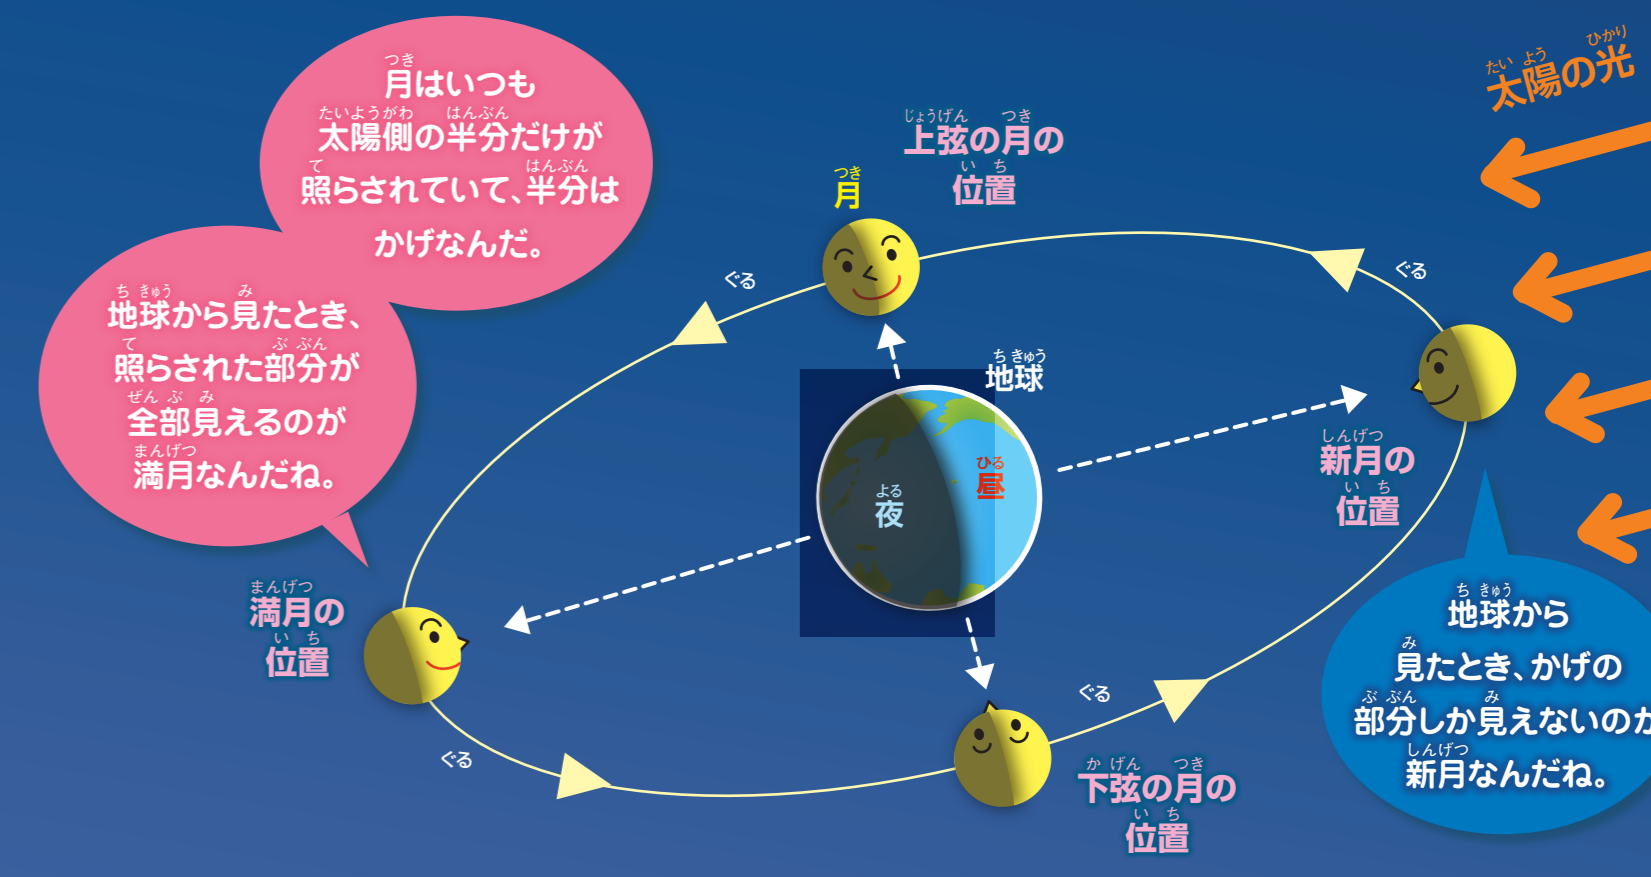 つき
月はいつも
たいようがわ はんぶん
太陽側の半分だけが
て はんぶん
照らされていて、半分は
かげなんだ。
ち きゅう み
地球から見たとき、
て ぶ ぶん
照らされた部分が
ぜん ぶ み
全部見えるのが
まんげつ
満月なんだね。
つき
月
じょうげん つき
上弦の月の
い ち
位置
たい よう ひかり
太陽の光
ぐる
ぐる
ち きゅう
地球
ひる
昼
よる
夜
しんげつ
新月の
い ち
位置
まんげつ
満月の
い ち
位置
ぐる
ぐる
か げん つき
下弦の月の
い ち
位置
ち きゅう
地球から
み
見たとき、かげの
ぶ ぶん み
部分しか見えないのが
しんげつ
新月なんだね。